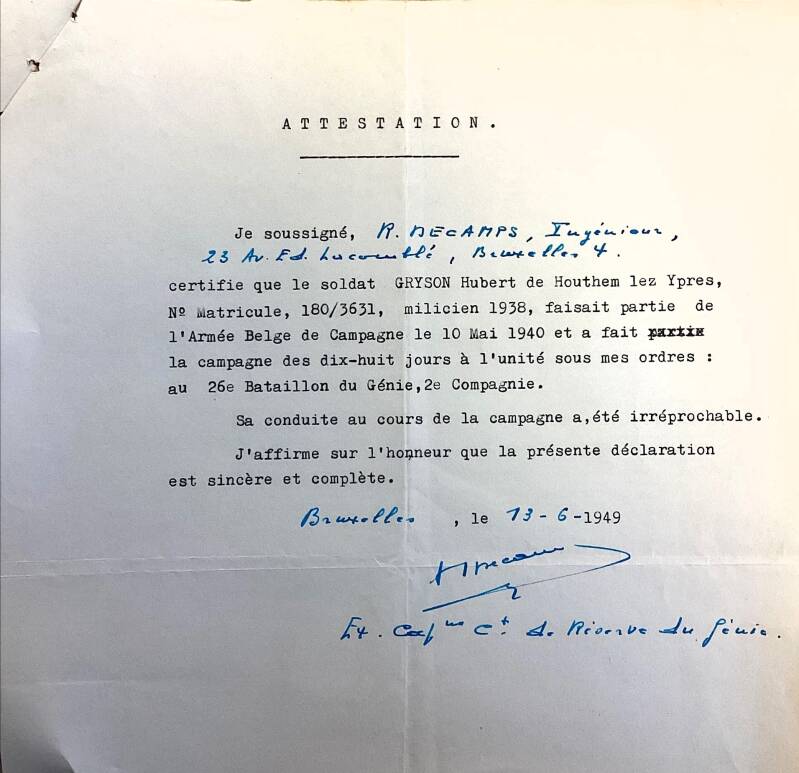 ATTESTATION.
Je soussigné, R. DECAMPS, Ingénieur,
23 Av. Ed. Lacomblé, Bruxelles 4.
certifie que le soldat GRYSON Hubert de Houthem lez Ypres,
Nº Matricule, 180/3631, milicien 1938, faisait partie de
l'Armée Belge de Campagne le 10 Mai 1940 et a fait partie
la campagne des dix-huit jours à l'unité sous mes ordres :
au 26e Bataillon du Génie,2e Compagnie.
Sa conduite au cours de la campagne a,été irréprochable.
J'affirme sur l'honneur que la présente déclaration
est sincère et complète.
Bruxelles , le 13-6-1949
Ex. Cap ne Ct. de Réserve du Génie.